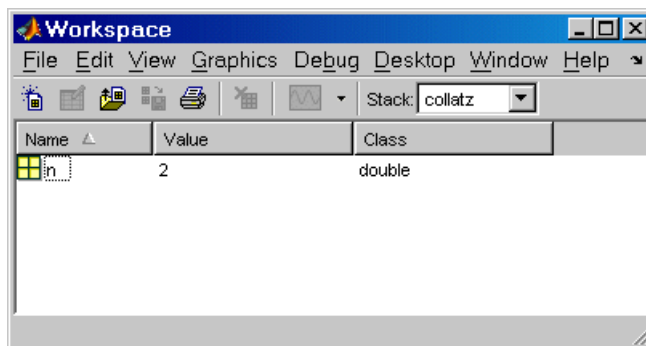 Workspace
File Edit View Graphics Debug Desktop Window Help
Stack: collatz
Name Value Class
n 2 double